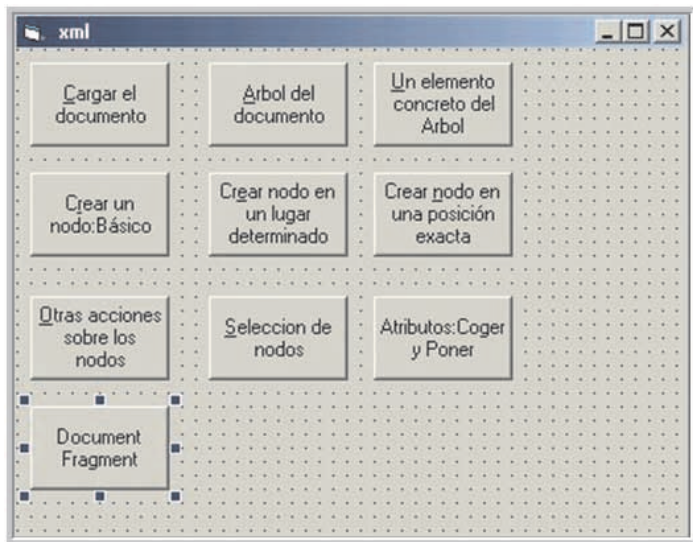 xml
Cargar el
documento
Arbol del
documento
Un elemento
concreto del
Arbol
Crear un
nodo:Básico
Crear nodo en
un lugar
determinado
Crear nodo en
una posición
exacta
Otras acciones
sobre los
nodos
Seleccion de
nodos
Atributos:Coger
y Poner
Document
Fragment